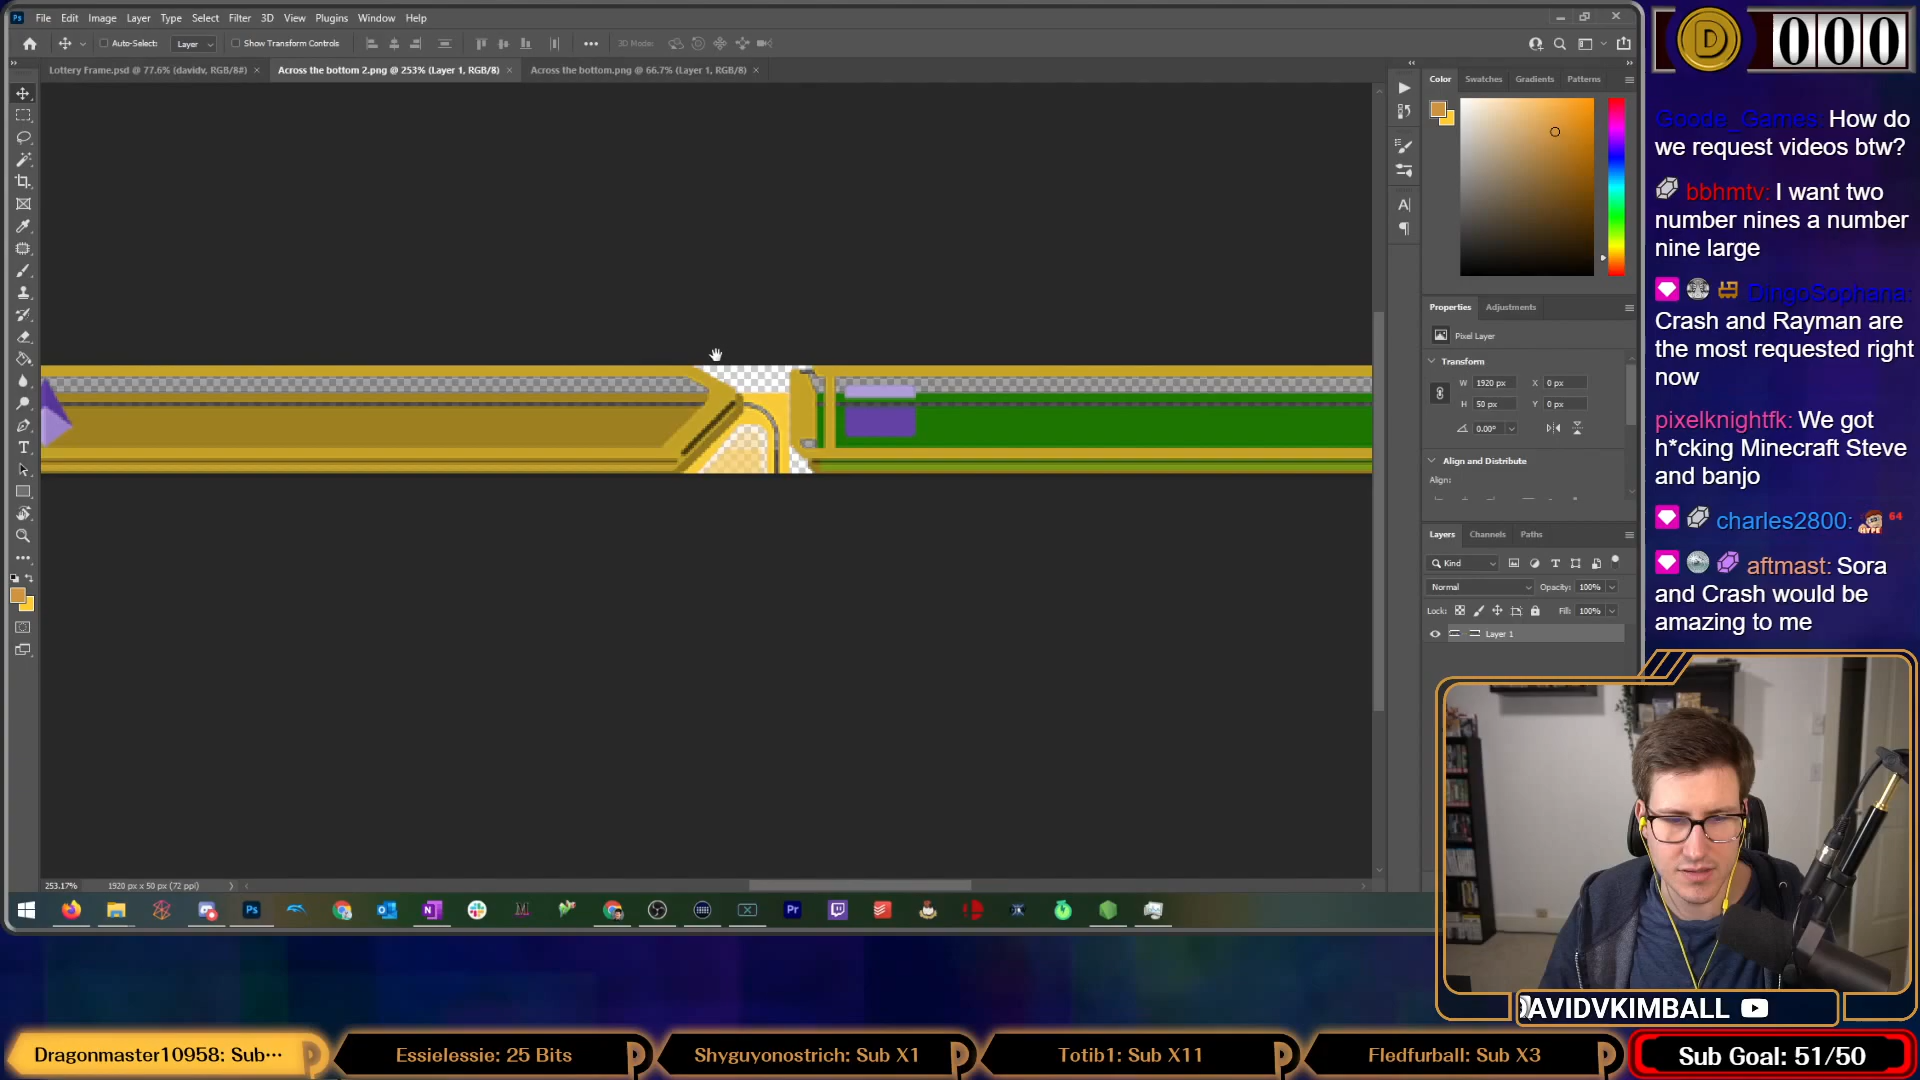 Ps File Edit Image Layer Type Select Filter 3D View Plugins Window Help
Auto-Select: Layer Show Transform Controls 3D Mode:
Lottery Frame.psd @ 77.6% (davidv, RGB/8#) × Across the bottom 2.png @ 253% (Layer 1, RGB/8) × Across the bottom.png @ 66.7% (Layer 1, RGB/8) ×
Color Swatches Gradients Patterns
Properties Adjustments
Pixel Layer
Transform
W 1920 px X 0 px
H 50 px Y 0 px
0.00°
Align and Distribute
Align:
Layers Channels Paths
Kind
Normal Opacity: 100%
Lock: Fill: 100%
Layer 1
253.17% 1920 px x 50 px (72 ppi)
D 000
Goode_Games: How do
we request videos btw?
bbhmtv: I want two
number nines a number
nine large
DingoSophana:
Crash and Rayman are
the most requested right
now
pixelknightfk: We got
h*cking Minecraft Steve
and banjo
charles2800: HYPE 64
aftmast: Sora
and Crash would be
amazing to me
AVIDVKIMBALL
Dragonmaster10958: Sub… Essielessie: 25 Bits Shyguyonostrich: Sub X1 Totib1: Sub X11 Fledfurball: Sub X3 Sub Goal: 51/50